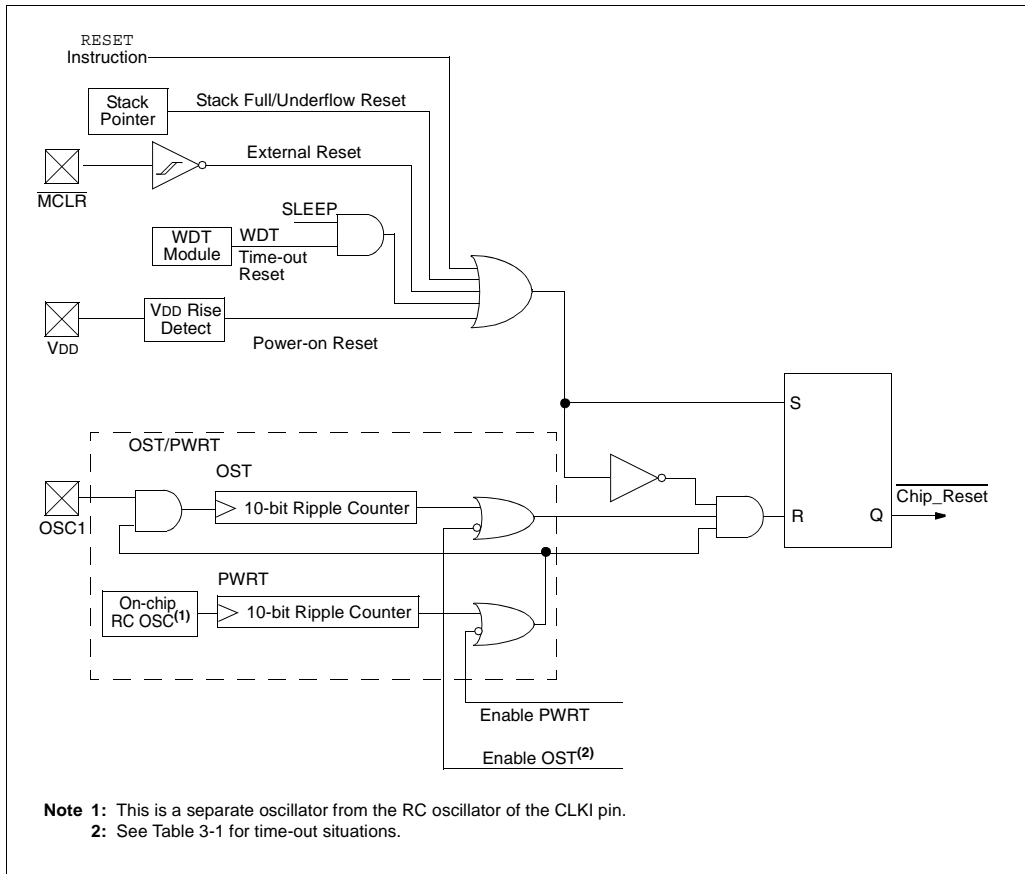 RESET
Instruction
Stack
Pointer
Stack Full/Underflow Reset
MCLR
External Reset
SLEEP
WDT
Module
WDT
Time-out
Reset
VDD
VDD Rise
Detect
Power-on Reset
OST/PWRT
OST
OSC1
10-bit Ripple Counter
PWRT
On-chip
RC OSC(1)
10-bit Ripple Counter
S
R
Q
Chip_Reset
Enable PWRT
Enable OST(2)
Note 1: This is a separate oscillator from the RC oscillator of the CLKI pin.
2: See Table 3-1 for time-out situations.